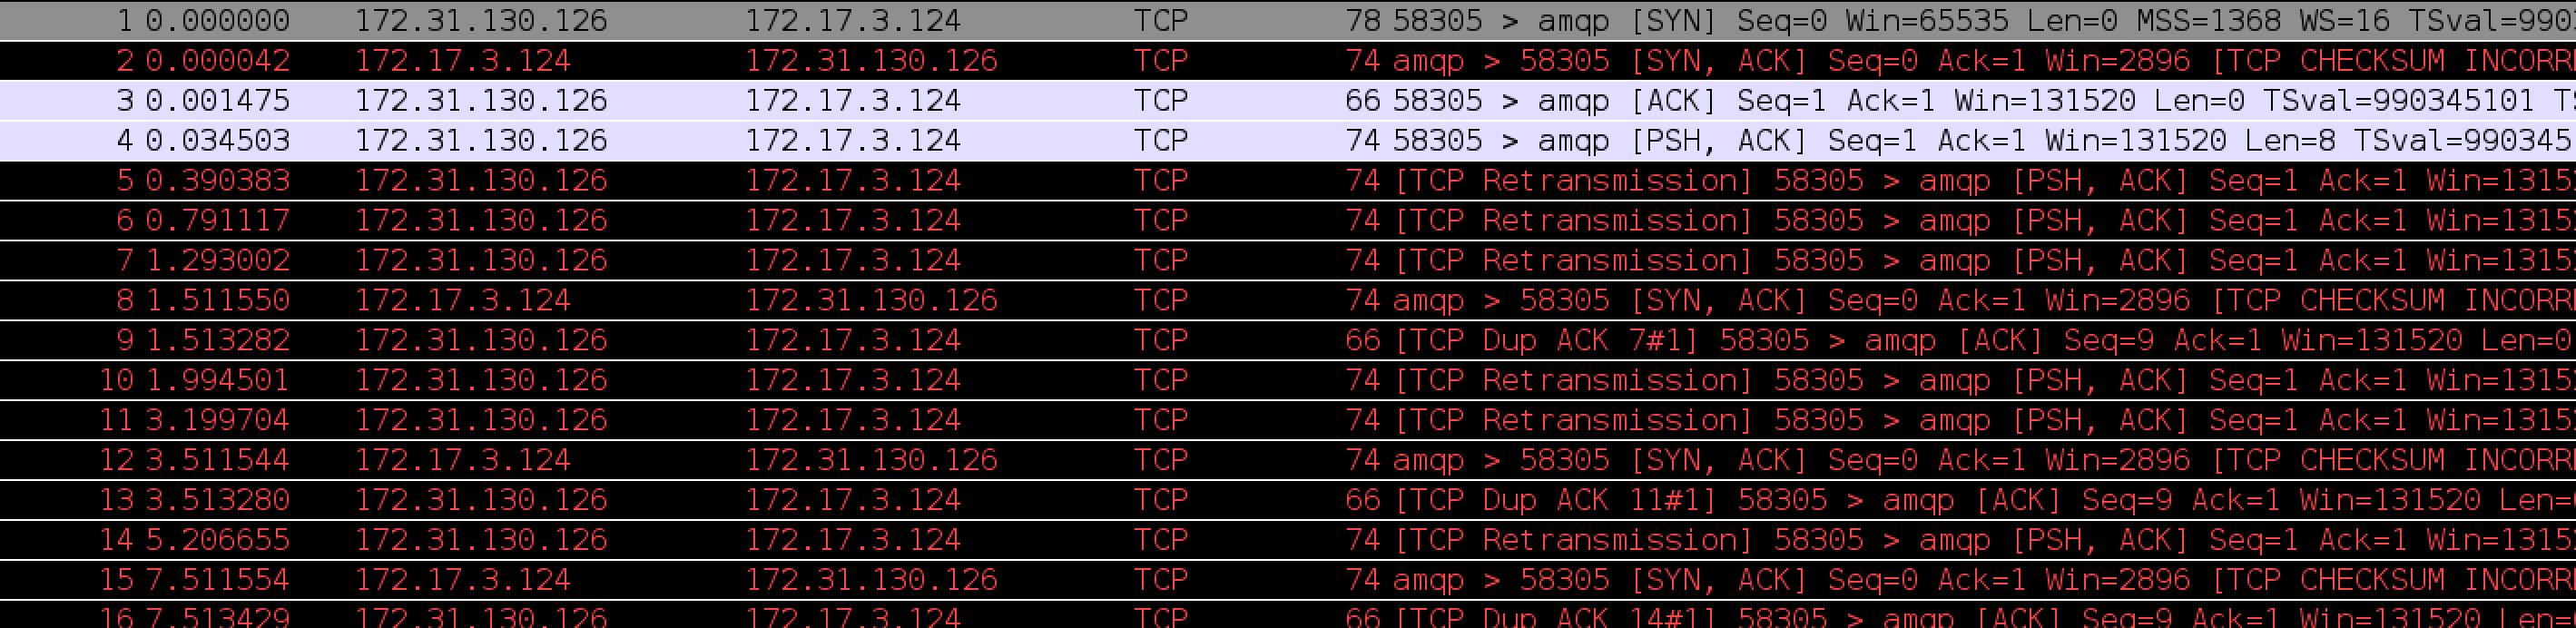 1 0.000000 172.31.130.126 172.17.3.124 TCP 78 58305 > amqp [SYN] Seq=0 Win=65535 Len=0 MSS=1368 WS=16 TSval=990
2 0.000042 172.17.3.124 172.31.130.126 TCP 74 amqp > 58305 [SYN, ACK] Seq=0 Ack=1 Win=2896 [TCP CHECKSUM INCORR
3 0.001475 172.31.130.126 172.17.3.124 TCP 66 58305 > amqp [ACK] Seq=1 Ack=1 Win=131520 Len=0 TSval=990345101 T
4 0.034503 172.31.130.126 172.17.3.124 TCP 74 58305 > amqp [PSH, ACK] Seq=1 Ack=1 Win=131520 Len=8 TSval=990345
5 0.390383 172.31.130.126 172.17.3.124 TCP 74 [TCP Retransmission] 58305 > amqp [PSH, ACK] Seq=1 Ack=1 Win=1315
6 0.791117 172.31.130.126 172.17.3.124 TCP 74 [TCP Retransmission] 58305 > amqp [PSH, ACK] Seq=1 Ack=1 Win=1315
7 1.293002 172.31.130.126 172.17.3.124 TCP 74 [TCP Retransmission] 58305 > amqp [PSH, ACK] Seq=1 Ack=1 Win=1315
8 1.511550 172.17.3.124 172.31.130.126 TCP 74 amqp > 58305 [SYN, ACK] Seq=0 Ack=1 Win=2896 [TCP CHECKSUM INCORR
9 1.513282 172.31.130.126 172.17.3.124 TCP 66 [TCP Dup ACK 7#1] 58305 > amqp [ACK] Seq=9 Ack=1 Win=131520 Len=0
10 1.994501 172.31.130.126 172.17.3.124 TCP 74 [TCP Retransmission] 58305 > amqp [PSH, ACK] Seq=1 Ack=1 Win=1315
11 3.199704 172.31.130.126 172.17.3.124 TCP 74 [TCP Retransmission] 58305 > amqp [PSH, ACK] Seq=1 Ack=1 Win=1315
12 3.511544 172.17.3.124 172.31.130.126 TCP 74 amqp > 58305 [SYN, ACK] Seq=0 Ack=1 Win=2896 [TCP CHECKSUM INCORR
13 3.513280 172.31.130.126 172.17.3.124 TCP 66 [TCP Dup ACK 11#1] 58305 > amqp [ACK] Seq=9 Ack=1 Win=131520 Len=
14 5.206655 172.31.130.126 172.17.3.124 TCP 74 [TCP Retransmission] 58305 > amqp [PSH, ACK] Seq=1 Ack=1 Win=1315
15 7.511554 172.17.3.124 172.31.130.126 TCP 74 amqp > 58305 [SYN, ACK] Seq=0 Ack=1 Win=2896 [TCP CHECKSUM INCORR
16 7.513429 172.31.130.126 172.17.3.124 TCP 66 [TCP Dup ACK 14#1] 58305 > amqp [ACK] Seq=9 Ack=1 Win=131520 Len=